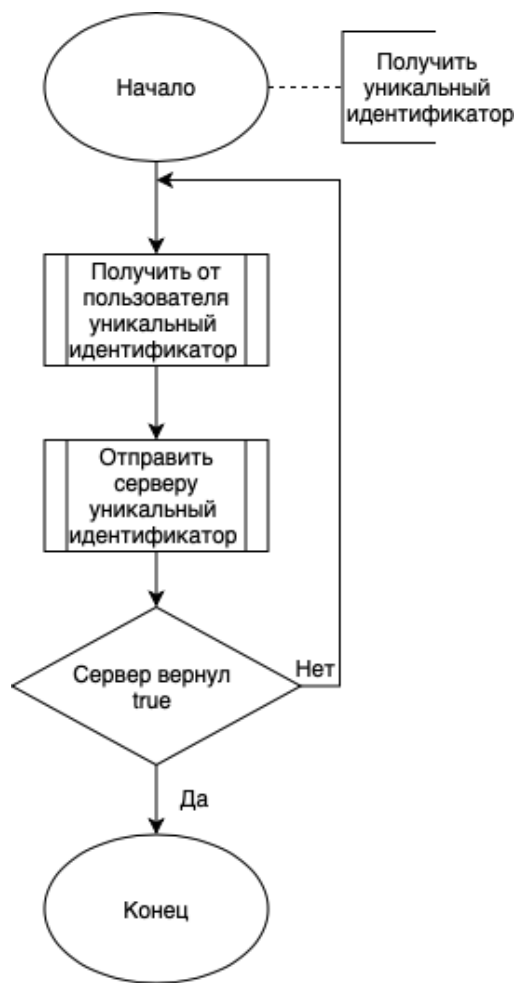 Начало
Получить
уникальный
идентификатор
Получить от
пользователя
уникальный
идентификатор
Отправить
серверу
уникальный
идентификатор
Сервер вернул
true
Нет
Да
Конец